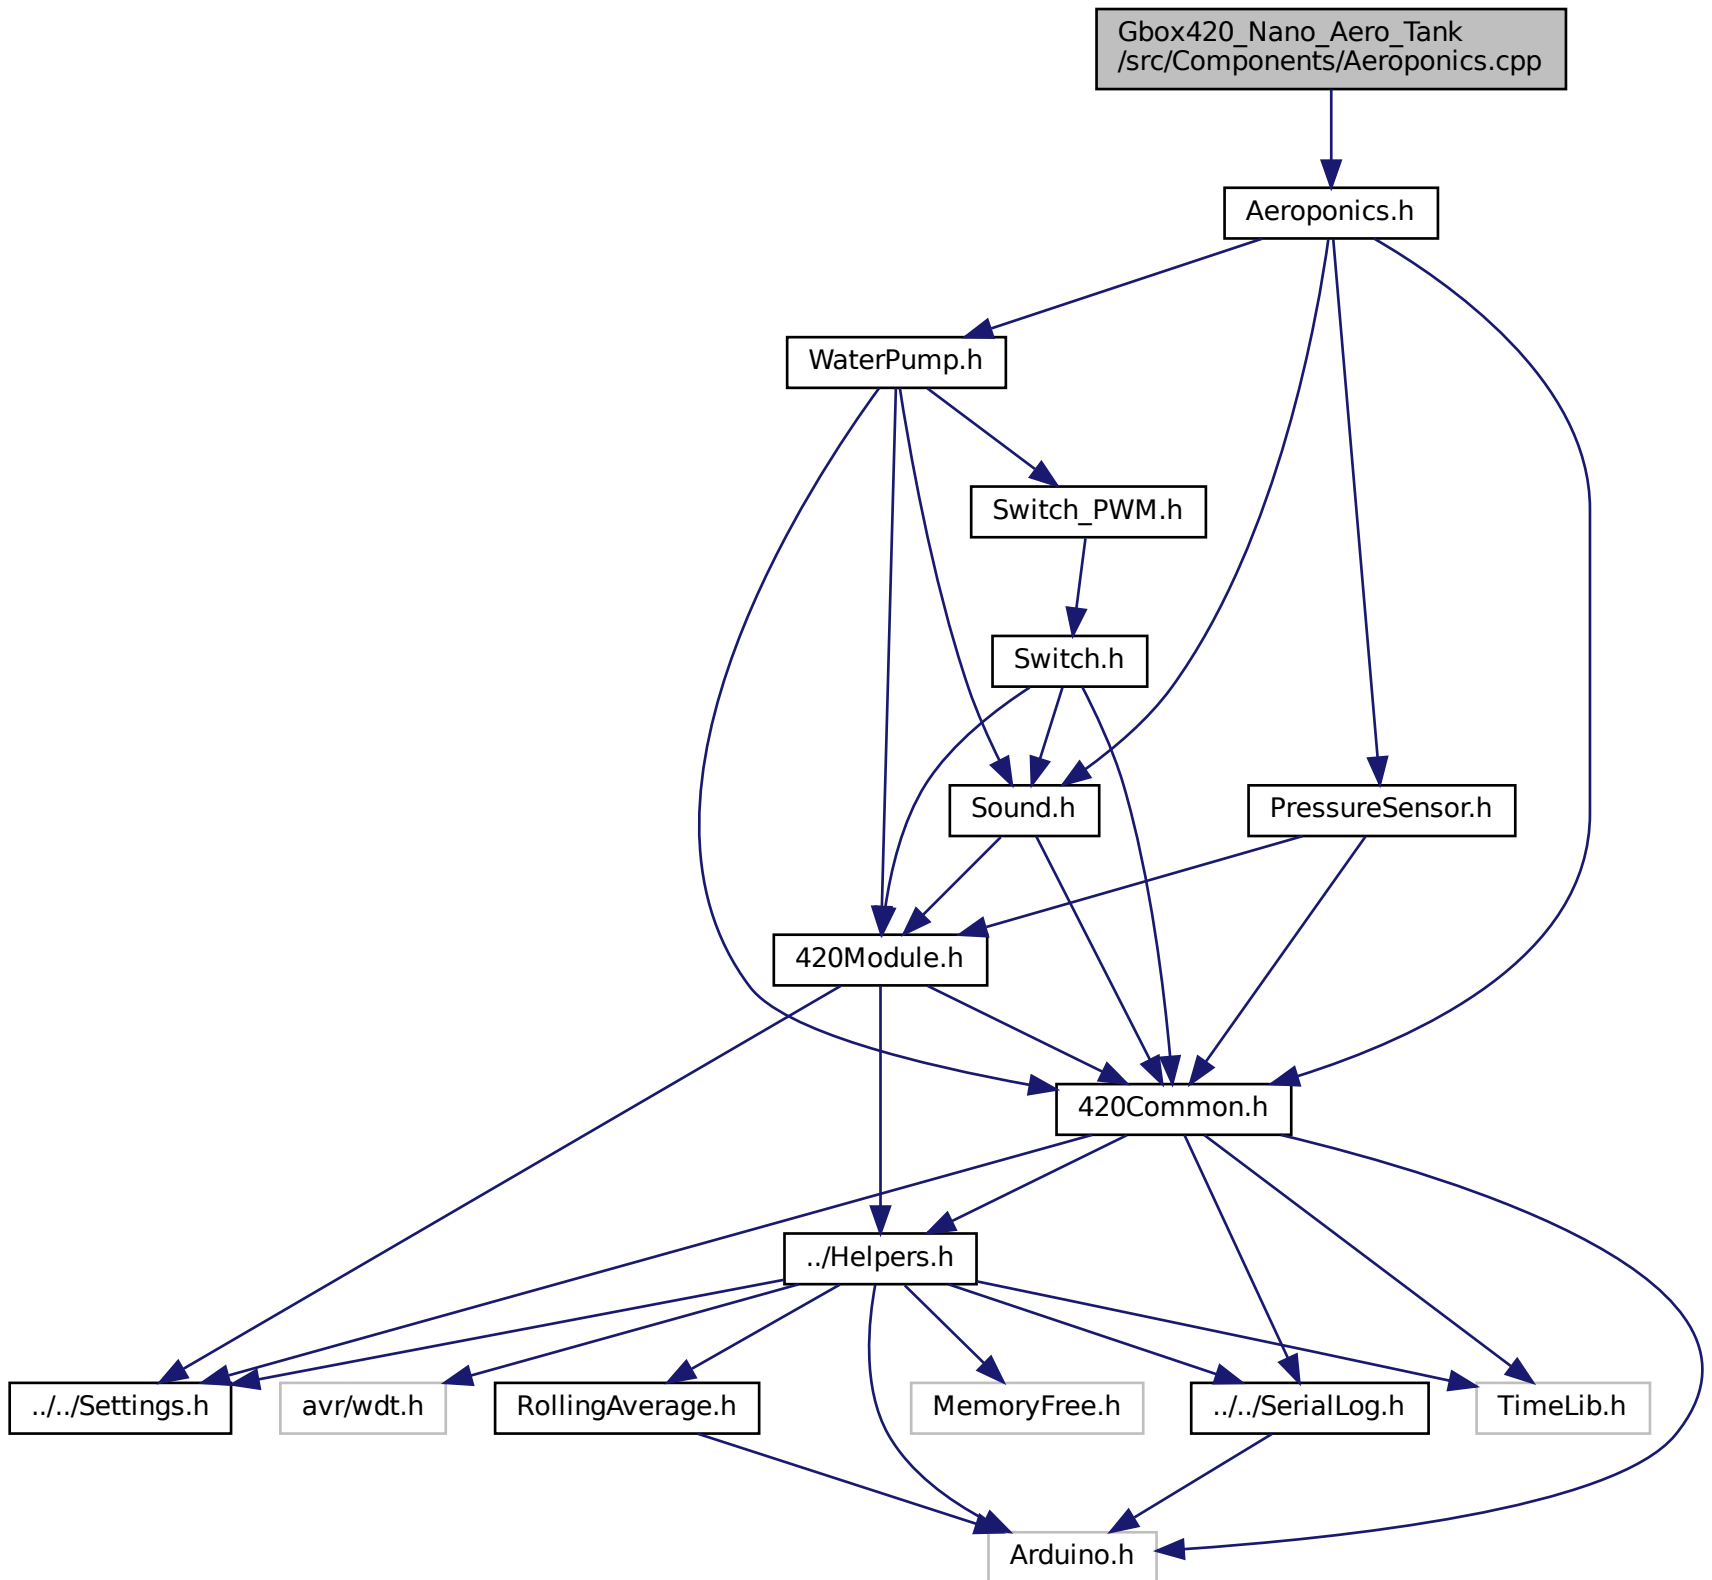 Gbox420_Nano_Aero_Tank
/src/Components/Aeroponics.cpp
Aeroponics.h
WaterPump.h
Switch_PWM.h
Switch.h
Sound.h
PressureSensor.h
420Module.h
420Common.h
../Helpers.h
../../Settings.h
avr/wdt.h
RollingAverage.h
MemoryFree.h
../../SerialLog.h
TimeLib.h
Arduino.h